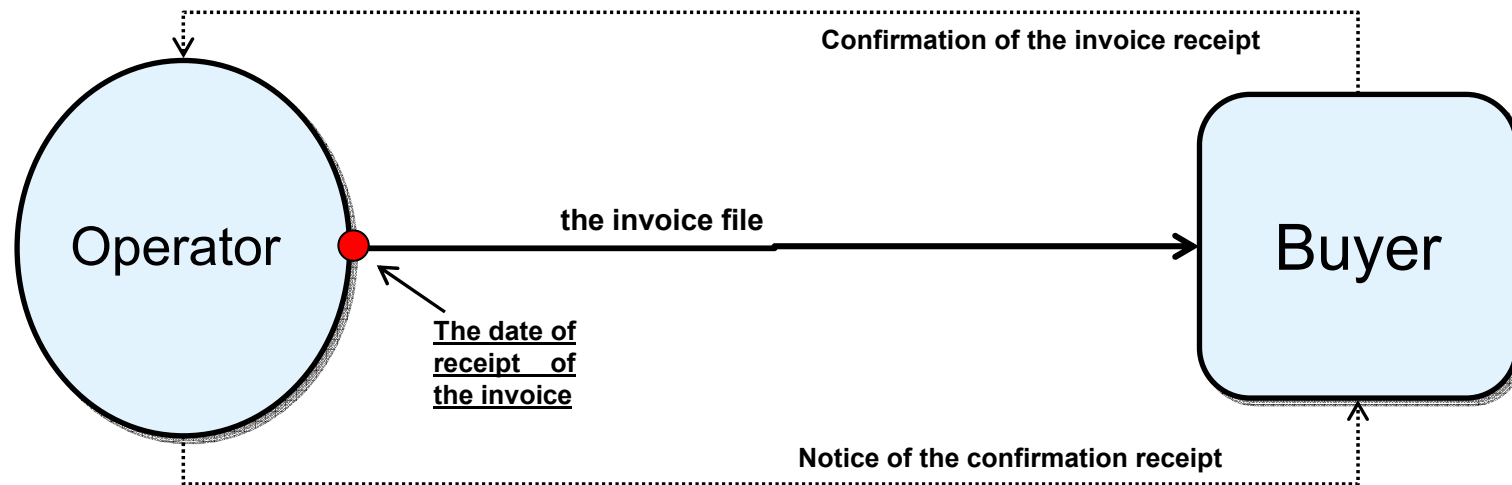 Confirmation of the invoice receipt
the invoice file
Operator
Buyer
The date of
receipt of
the invoice
Notice of the confirmation receipt